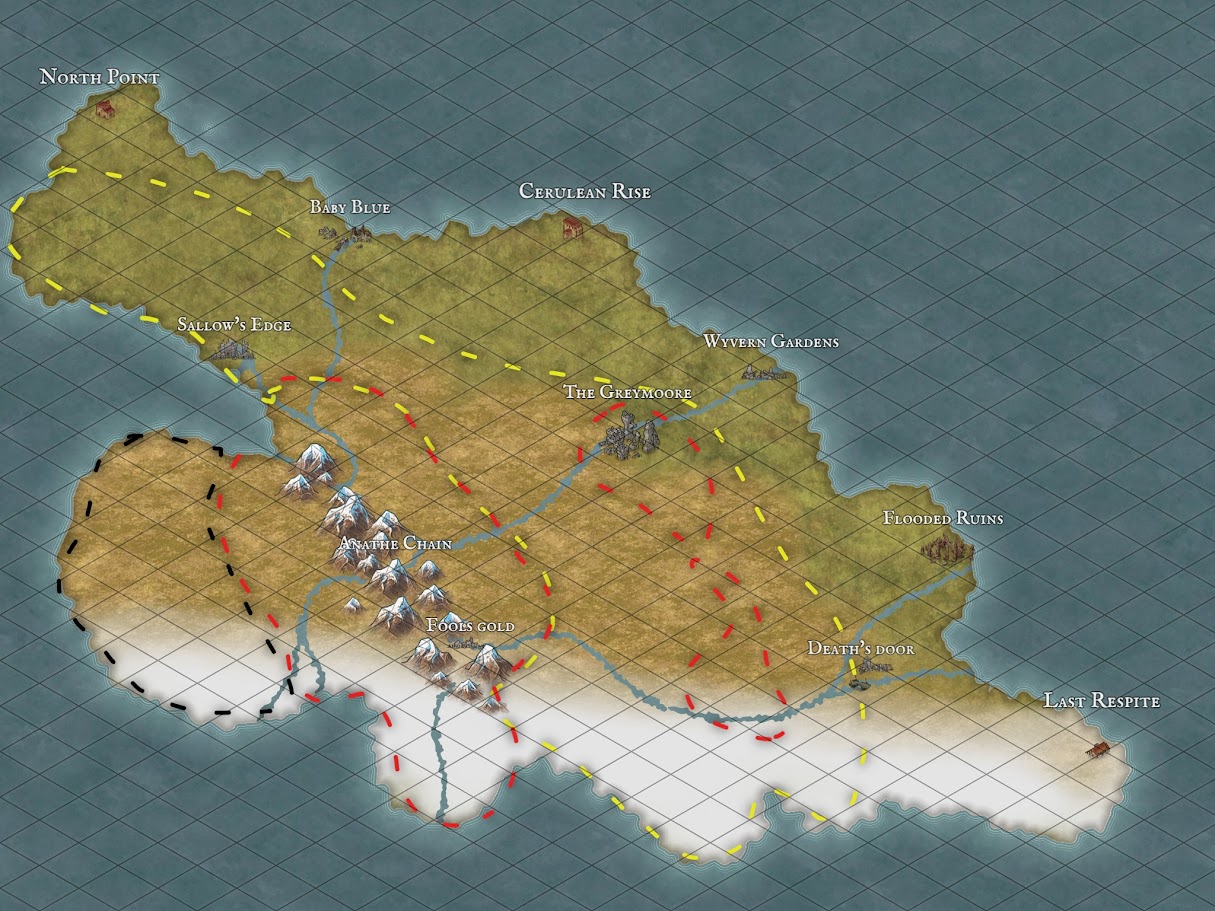 North Point
Cerulean Rise
Baby Blue
Sallow's Edge
Wyvern Gardens
The Greymoore
Flooded Ruins
Anathe Chain
Fools gold
Death's door
Last Respite